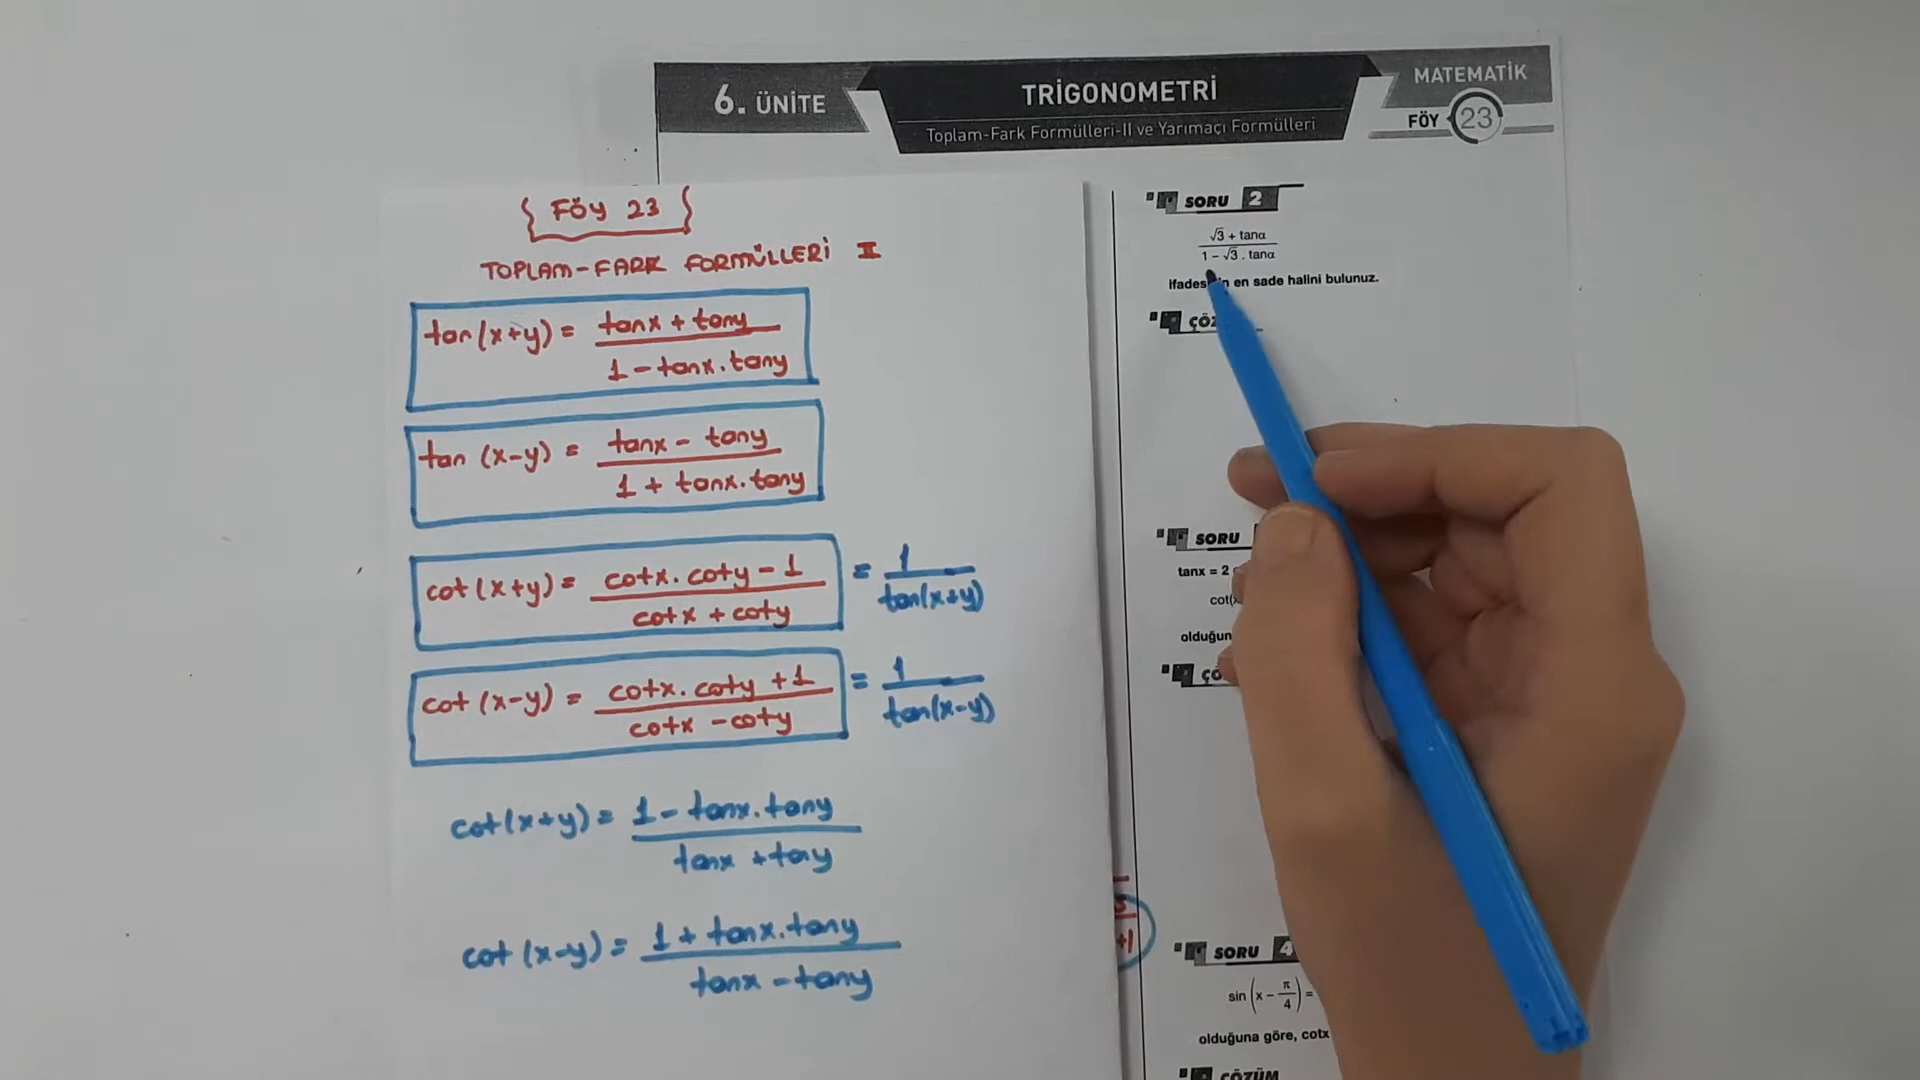 6. ÜNİTE
TRİGONOMETRİ
Toplam-Fark Formülleri-II ve Yarımaçı Formülleri
MATEMATİK
FÖY 23
{ Föy 23 }
TOPLAM-FARK FORMÜLLERİ II
tan(x+y) = tanx + tany / 1 - tanx.tany
tan (x-y) = tanx - tany / 1 + tanx.tany
cot(x+y) = cotx.coty - 1 / cotx + coty = 1 / tan(x+y)
cot(x-y) = cotx.coty + 1 / cotx - coty = 1 / tan(x-y)
cot(x+y) = 1 - tanx.tany / tanx + tay
cot(x-y) = 1 + tanx.tany / tanx - tany
SORU 2
√3 + tanα / 1 - √3 . tanα
en sade halini bulunuz.
SORU
tanx = 2
SORU 4
sin(x - π/4) =
olduğuna göre, cotx
ÇÖZÜM